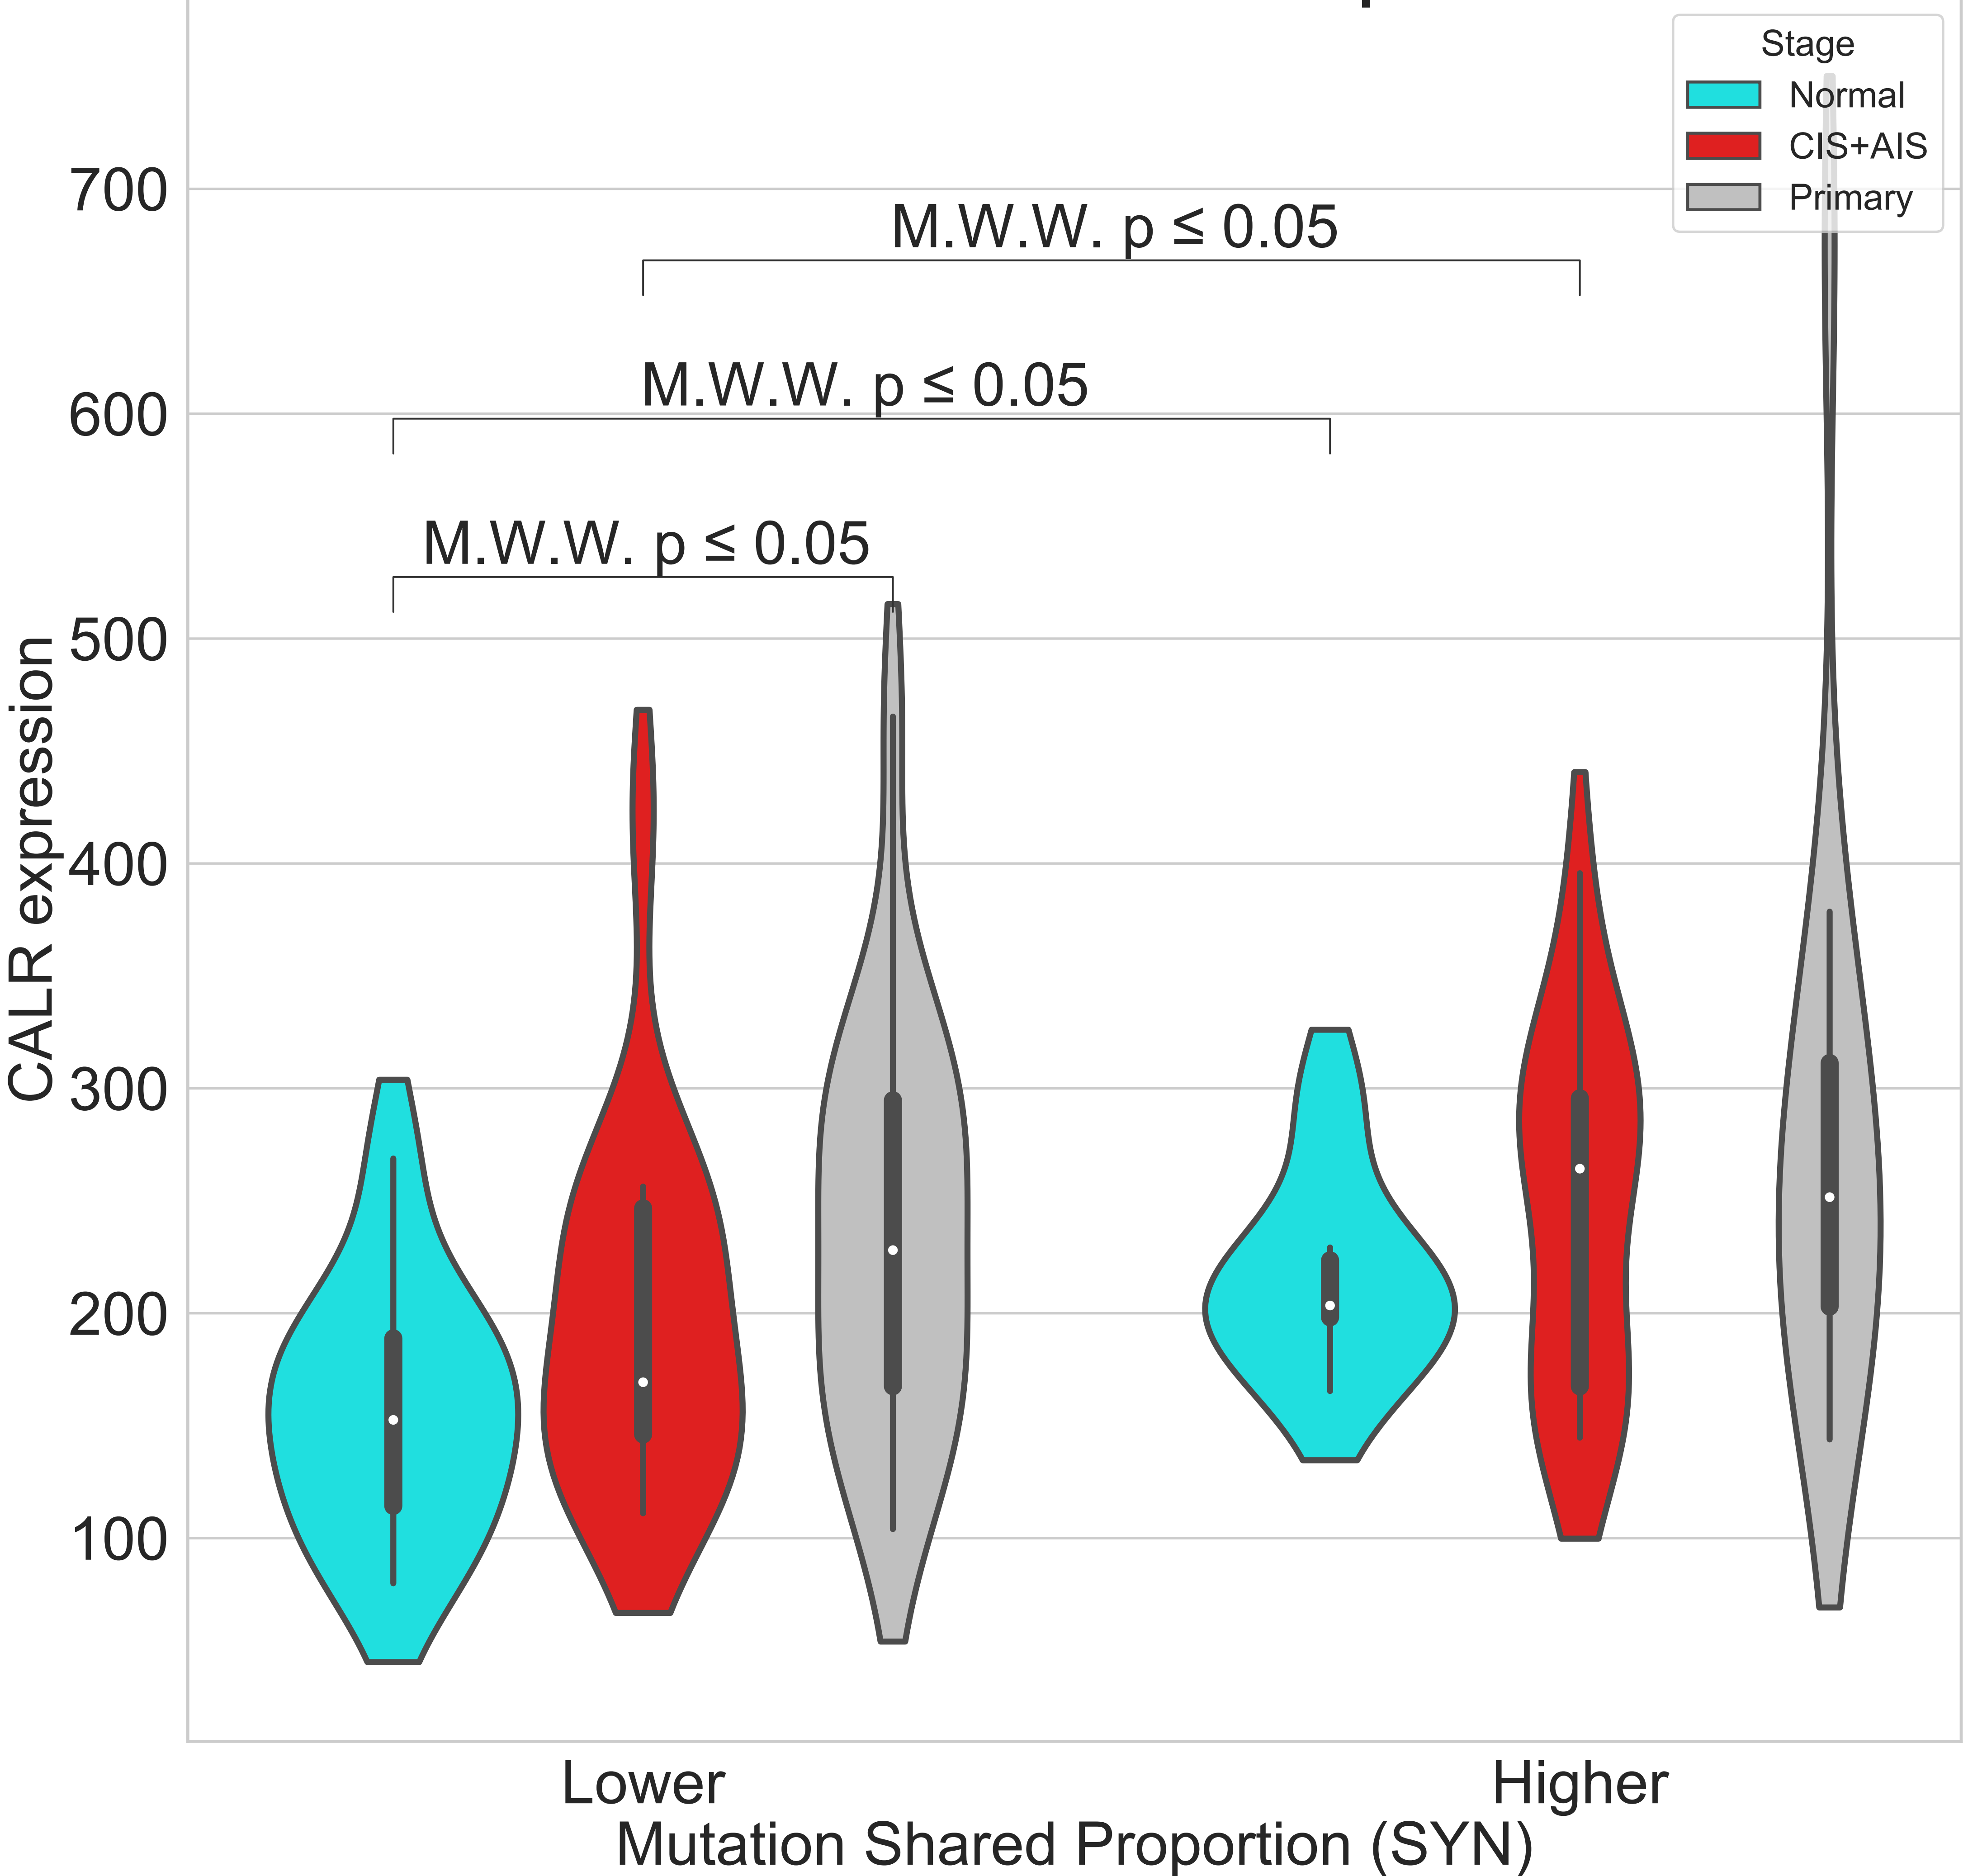 Stage
Normal
CIS+AIS
Primary
700
M.W.W. p ≤ 0.05
600
M.W.W. p ≤ 0.05
M.W.W. p ≤ 0.05
500
400
300
200
100
CALR expression
Lower
Higher
Mutation Shared Proportion (SYN)